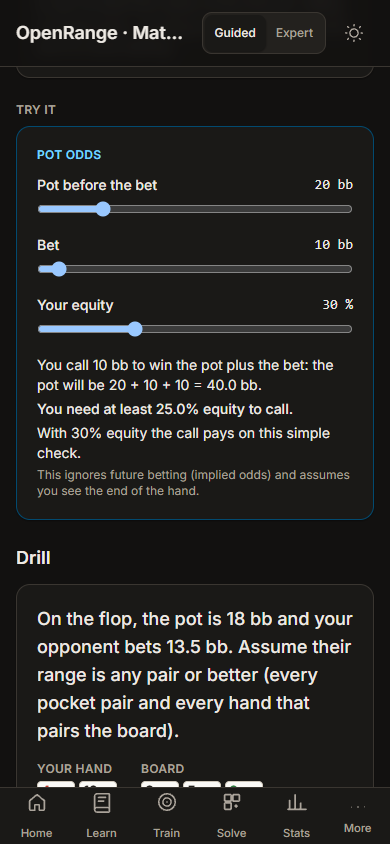 OpenRange · Mat...
Guided
Expert
TRY IT
POT ODDS
Pot before the bet
20 bb
Bet
10 bb
Your equity
30 %
You call 10 bb to win the pot plus the bet: the
pot will be 20 + 10 + 10 = 40.0 bb.
You need at least 25.0% equity to call.
With 30% equity the call pays on this simple
check.
This ignores future betting (implied odds) and assumes
you see the end of the hand.
Drill
On the flop, the pot is 18 bb and your
opponent bets 13.5 bb. Assume their
range is any pair or better (every
pocket pair and every hand that
pairs the board).
YOUR HAND
BOARD
Home
Learn
Train
Solve
Stats
More